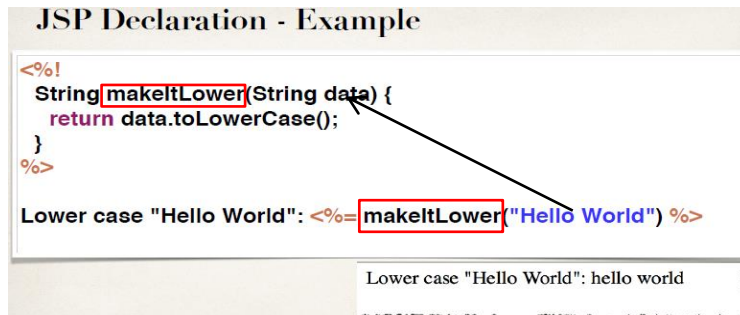 JSP Declaration - Example
<%!
String makeItLower(String data) {
return data.toLowerCase();
}
%>
Lower case "Hello World": <%= makeItLower("Hello World") %>
Lower case "Hello World": hello world